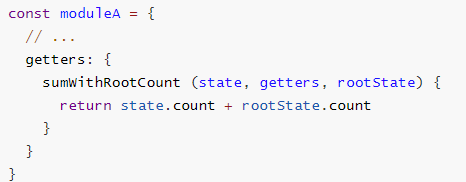 const moduleA = {
  // ...
  getters: {
    sumWithRootCount (state, getters, rootState) {
      return state.count + rootState.count
    }
  }
}